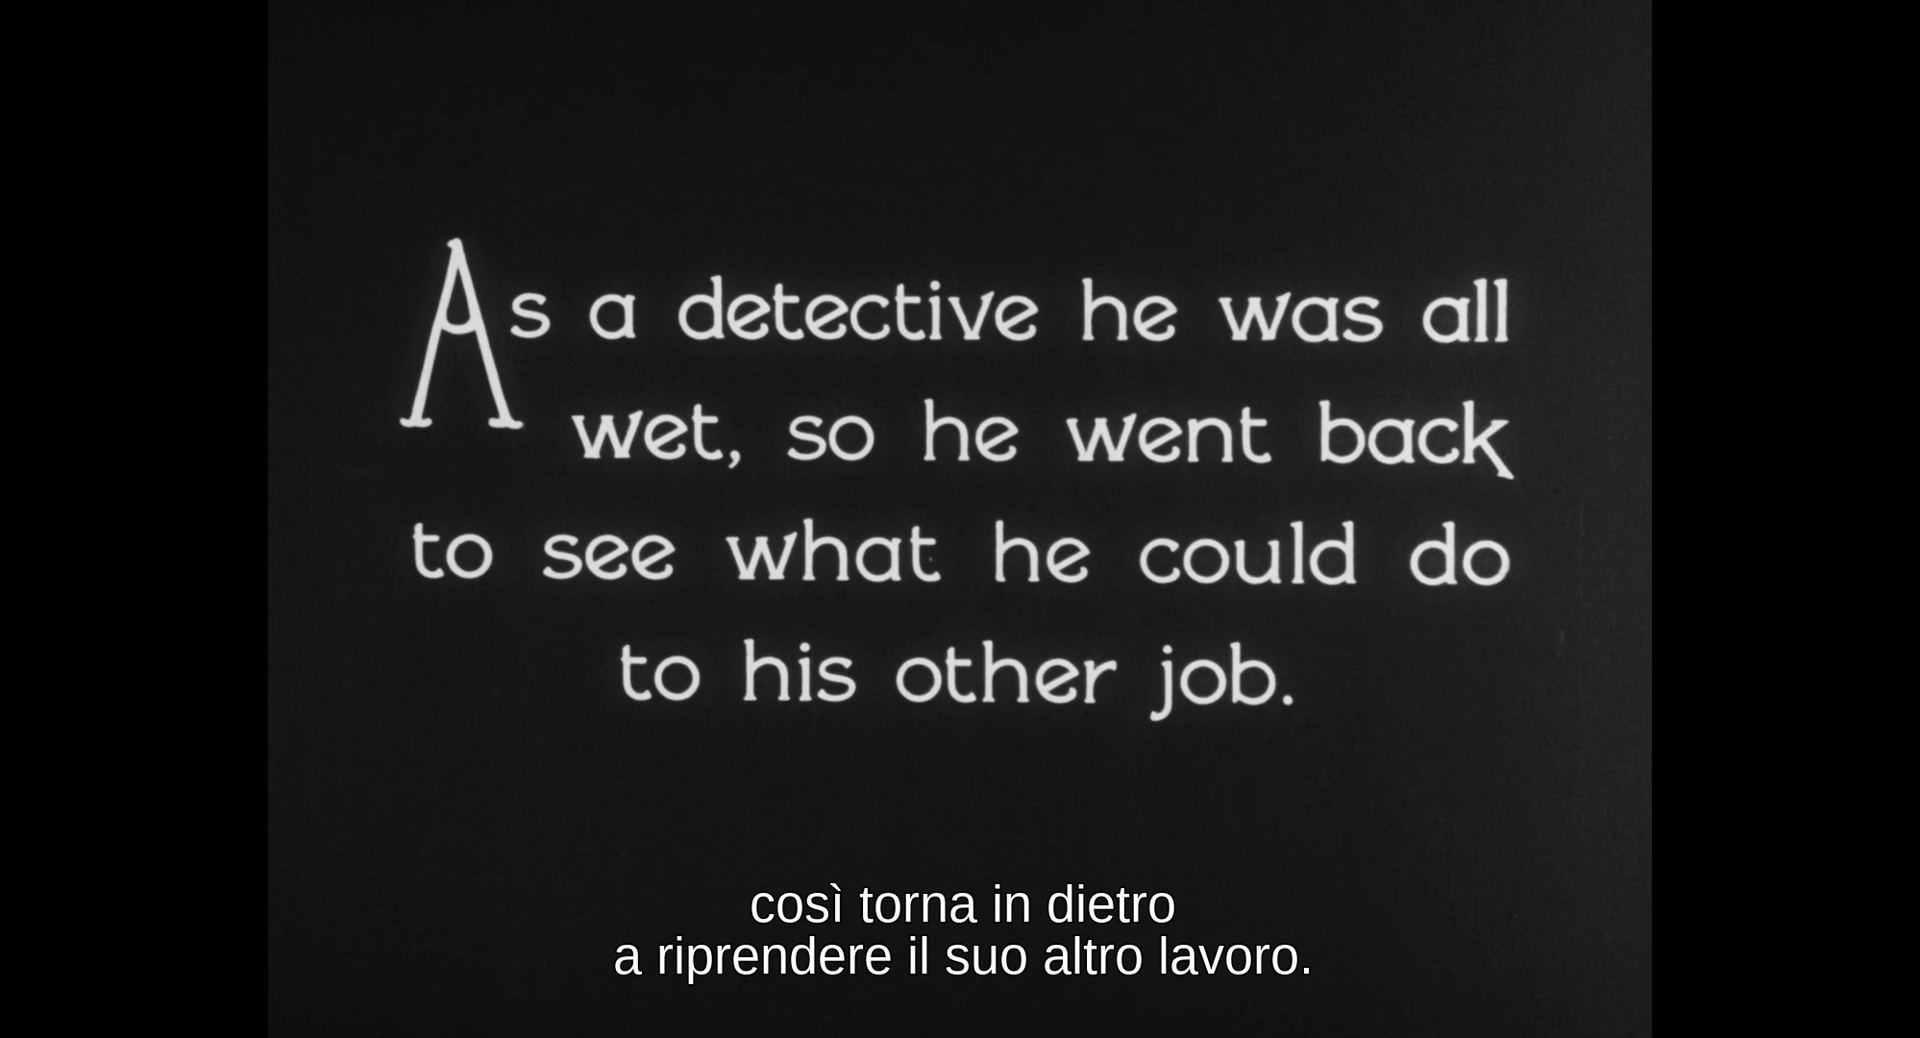 As a detective he was all
wet, so he went back
to see what he could do
to his other job.
così torna in dietro
a riprendere il suo altro lavoro.